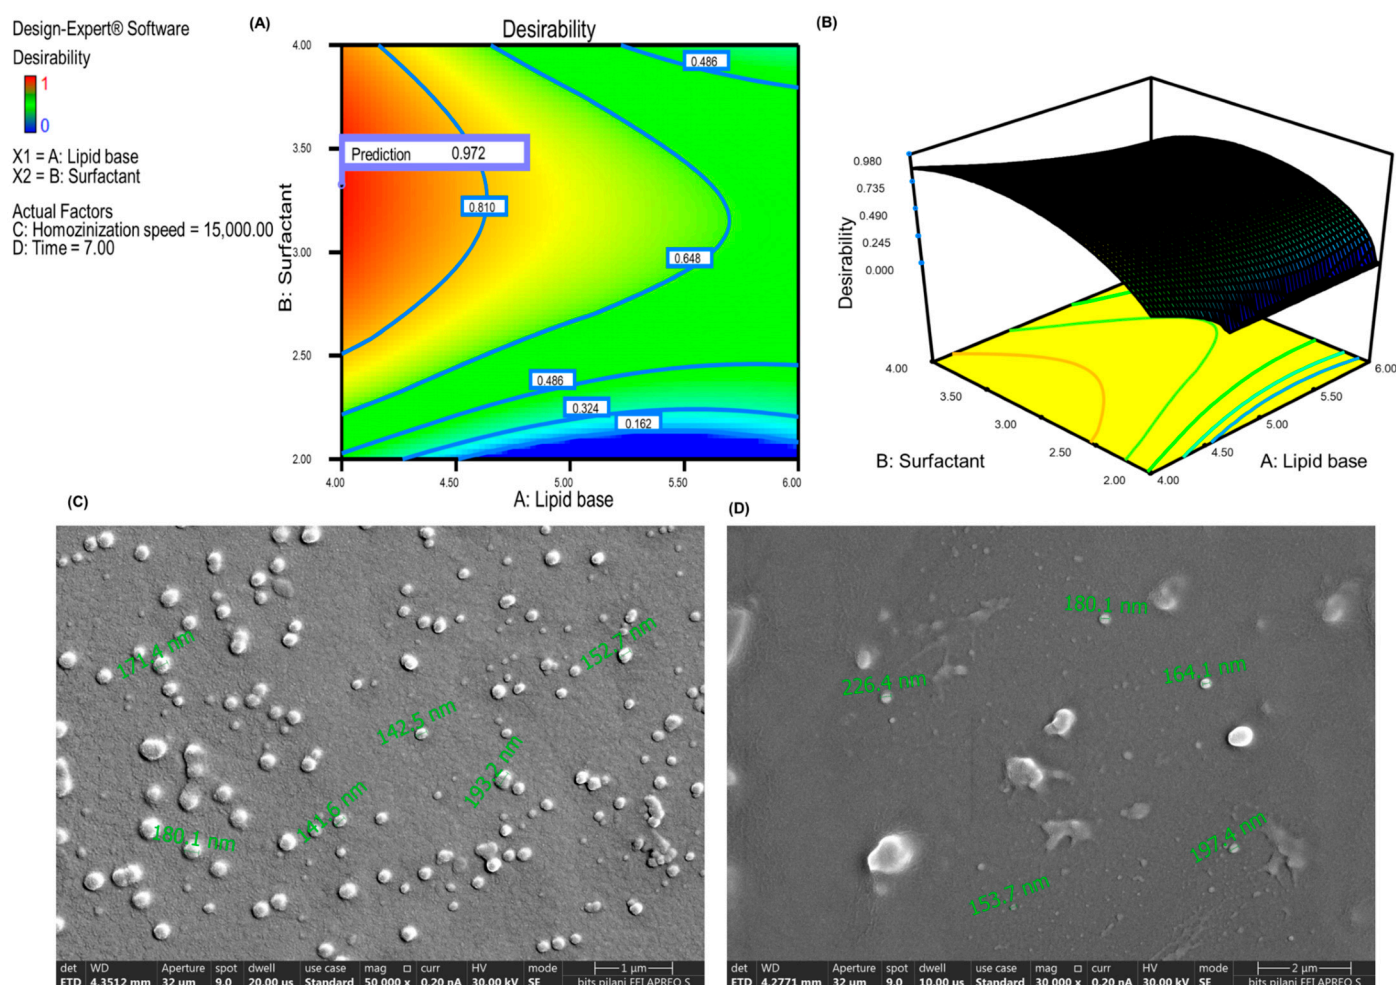 Design-Expert® Software
Desirability
1
0
X1 = A: Lipid base
X2 = B: Surfactant
Actual Factors
C: Homozinization speed = 15,000.00
D: Time = 7.00
(A)
Desirability
4.00
3.50
3.00
2.50
2.00
B: Surfactant
0.486
Prediction 0.972
0.810
0.648
0.486
0.324
0.162
4.00 4.50 5.00 5.50 6.00
A: Lipid base
(B)
0.980
0.735
0.490
0.245
0.000
Desirability
4.00
3.50
3.00
2.50
2.00
B: Surfactant
6.00
5.50
5.00
4.50
4.00
A: Lipid base
(C)
171.4 nm
152.7 nm
142.5 nm
193.2 nm
141.6 nm
180.1 nm
det WD Aperture spot dwell use case mag curr HV mode 1 µm
ETD 4.3512 mm 32 µm 9.0 20.00 us Standard 50 000 x 0.20 nA 30.00 kV SE bits pilani FEI APREO S
(D)
180.1 nm
164.1 nm
226.4 nm
197.4 nm
153.7 nm
det WD Aperture spot dwell use case mag curr HV mode 2 µm
ETD 4.2771 mm 32 µm 9.0 10.00 us Standard 30 000 x 0.20 nA 30.00 kV SE bits pilani FEI APREO S